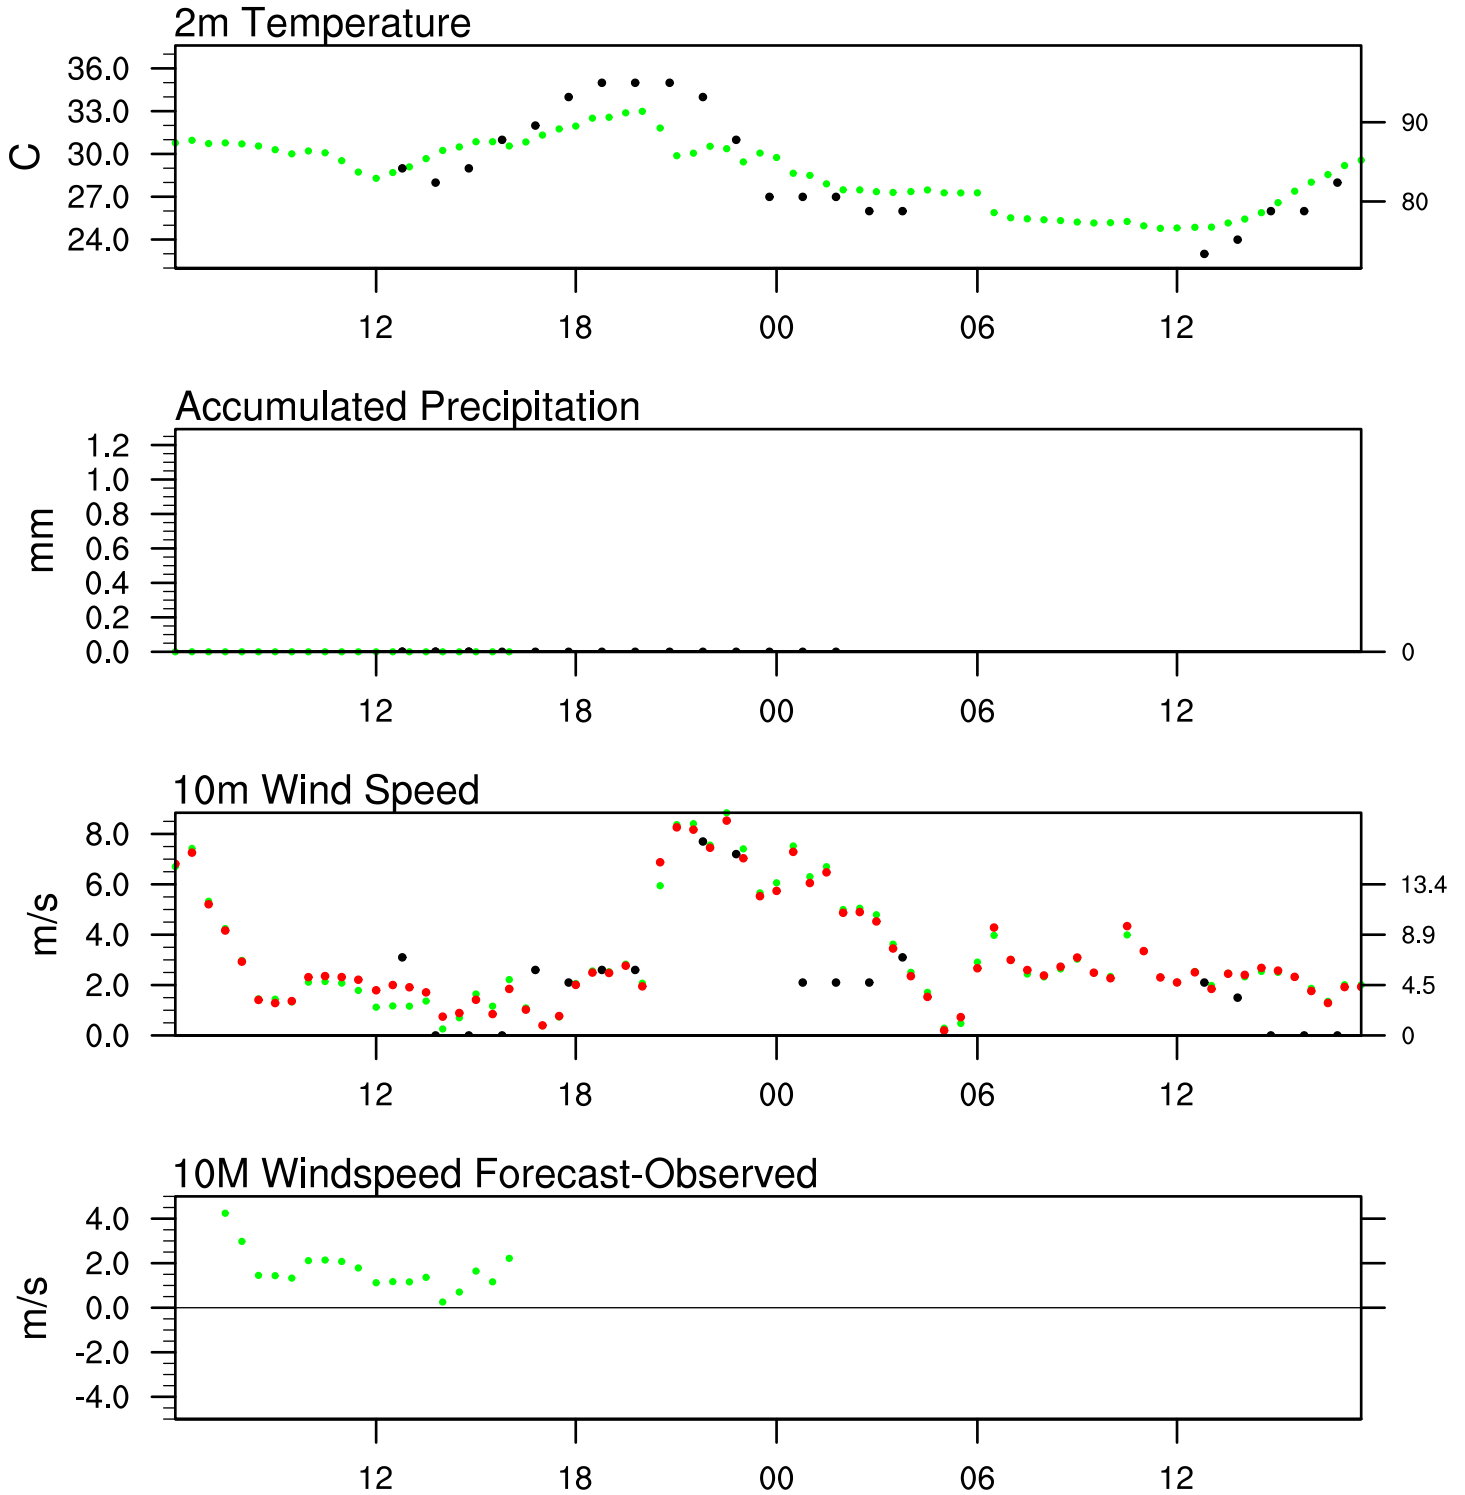 2m Temperature
C
36.0
33.0
30.0
27.0
24.0
90
80
12 18 00 06 12
Accumulated Precipitation
mm
1.2
1.0
0.8
0.6
0.4
0.2
0.0
0
12 18 00 06 12
10m Wind Speed
m/s
8.0
6.0
4.0
2.0
0.0
13.4
8.9
4.5
0
12 18 00 06 12
10M Windspeed Forecast-Observed
m/s
4.0
2.0
0.0
-2.0
-4.0
12 18 00 06 12